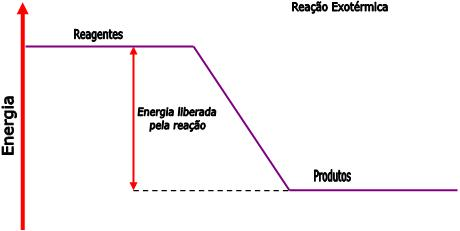 Reação Exotérmica
Reagentes
Energia liberada
pela reação
Energia
Produtos